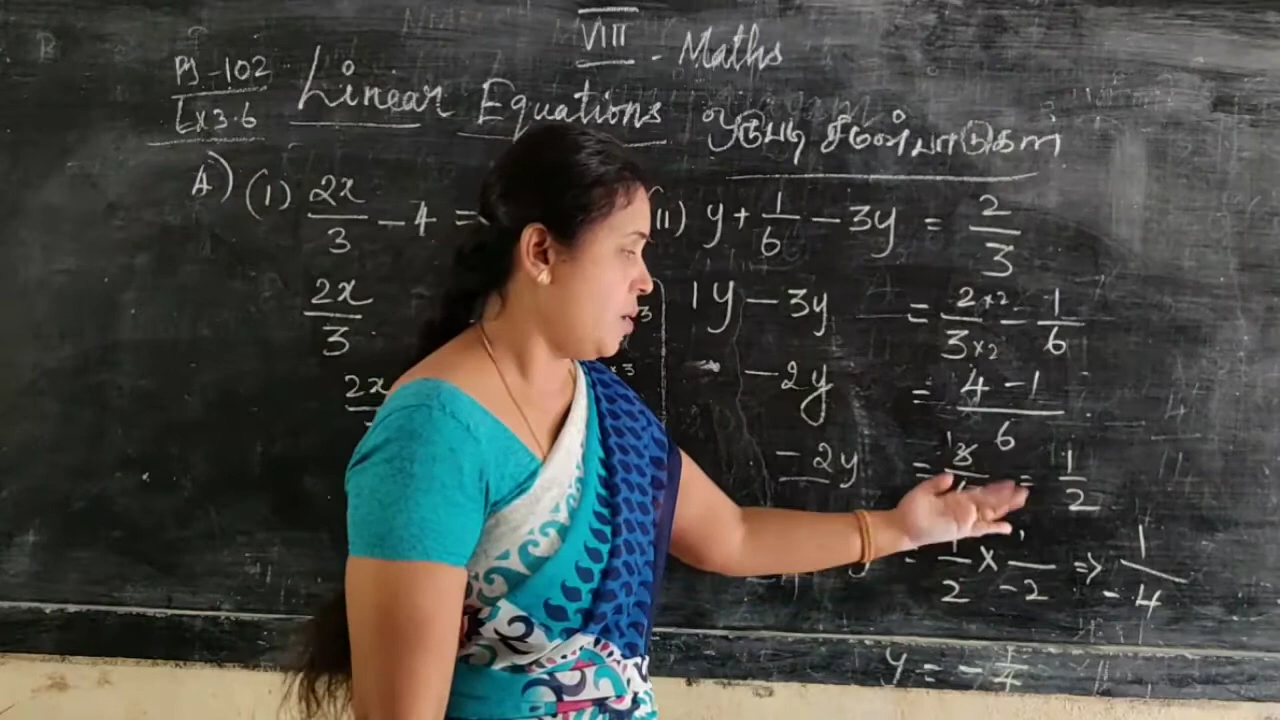 VIII - Maths
Pg-102
Ex 3.6
Linear Equations ஒருபடி சமன்பாடுகள்
A) (i) 2x/3 - 4 =
(ii) y + 1/6 - 3y = 2/3
2x/3
1y - 3y = 2×2/3×2 - 1/6
2x
-2y = 4-1/6
-2y = 3/ = 1/2
= 1/2 × 1/-2 => 1/-4
y = -1/4